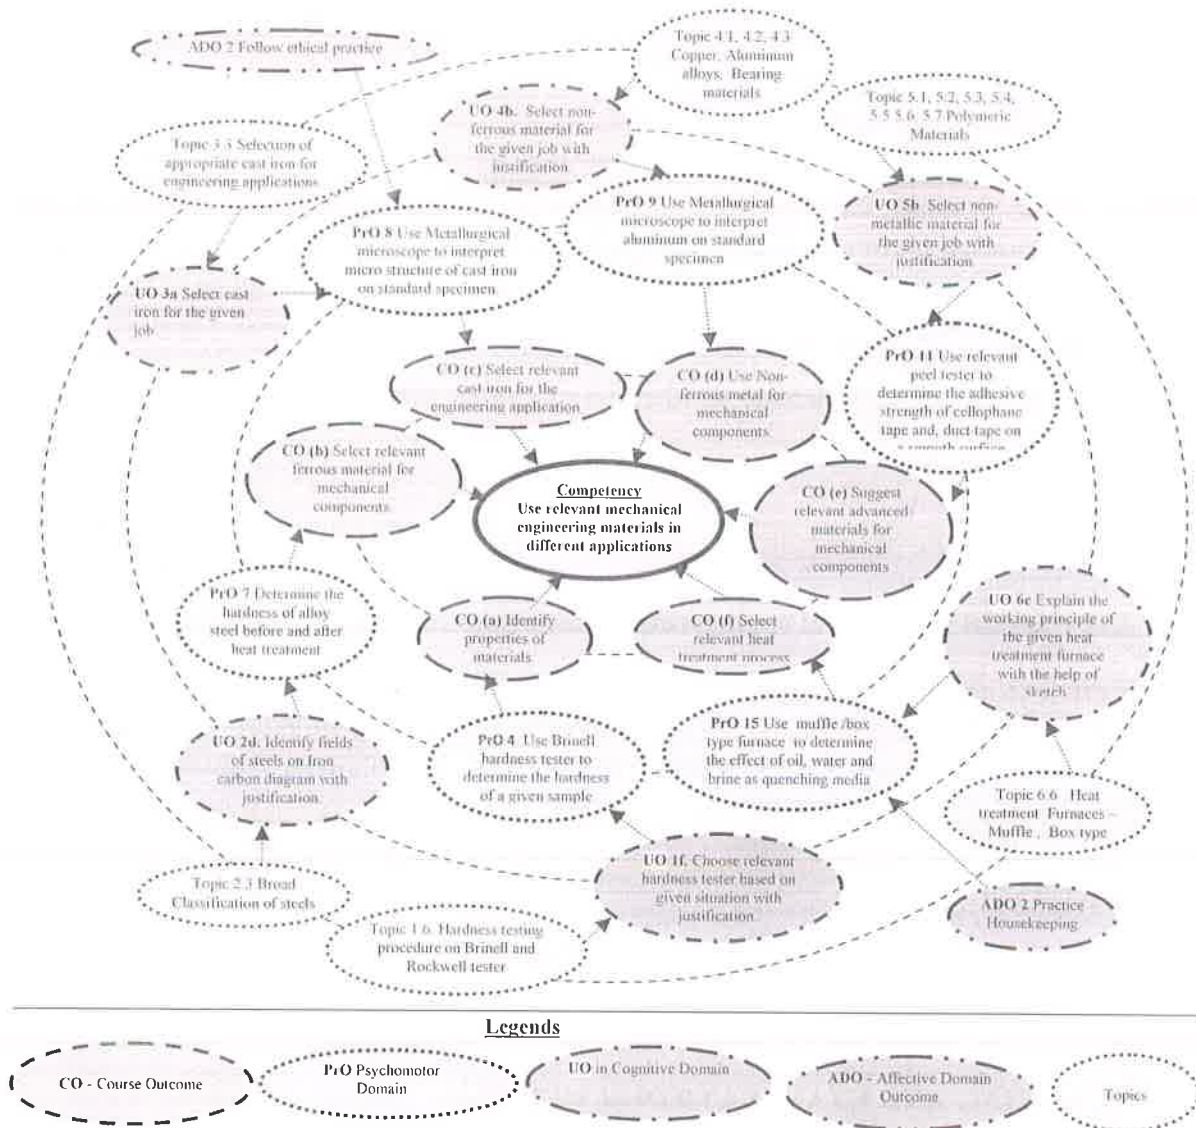 ADO 2 Follow ethical practice
Topic 4.1, 4.2, 4.3
Copper, Aluminum
alloys, Bearing
materials
Topic 5.1, 5.2, 5.3, 5.4,
5.5 5.6, 5.7 Polymeric
Materials
UO 4b. Select non-
ferrous material for
the given job with
justification
Topic 3.3 Selection of
appropriate cast iron for
engineering applications
PrO 9 Use Metallurgical
microscope to interpret
aluminum on standard
specimen
UO 5b Select non-
metallic material for
the given job with
justification
PrO 8 Use Metallurgical
microscope to interpret
micro structure of cast iron
on standard specimen
UO 3a Select cast
iron for the given
job
PrO 11 Use relevant
peel tester to
determine the adhesive
strength of cellophane
tape and, duct tape on
a smooth surface
CO (c) Select relevant
cast iron for the
engineering application
CO (d) Use Non-
ferrous metal for
mechanical
components.
CO (b) Select relevant
ferrous material for
mechanical
components
Competency
Use relevant mechanical
engineering materials in
different applications
CO (e) Suggest
relevant advanced
materials for
mechanical
components
PrO 7 Determine the
hardness of alloy
steel before and after
heat treatment
CO (a) Identify
properties of
materials
CO (f) Select
relevant heat
treatment process
UO 6c Explain the
working principle of
the given heat
treatment furnace
with the help of
sketch
UO 2d. Identify fields
of steels on Iron
carbon diagram with
justification.
PrO 4 Use Brinell
hardness tester to
determine the hardness
of a given sample
PrO 15 Use muffle /box
type furnace to determine
the effect of oil, water and
brine as quenching media
Topic 6.6 Heat
treatment Furnaces –
Muffle , Box type
Topic 2.3 Broad
Classification of steels
UO 1f. Choose relevant
hardness tester based on
given situation with
justification.
ADO 2 Practice
Housekeeping
Topic 1.6 Hardness testing
procedure on Brinell and
Rockwell tester
Legends
CO - Course Outcome
PrO Psychomotor
Domain
UO in Cognitive Domain
ADO - Affective Domain
Outcome
Topics